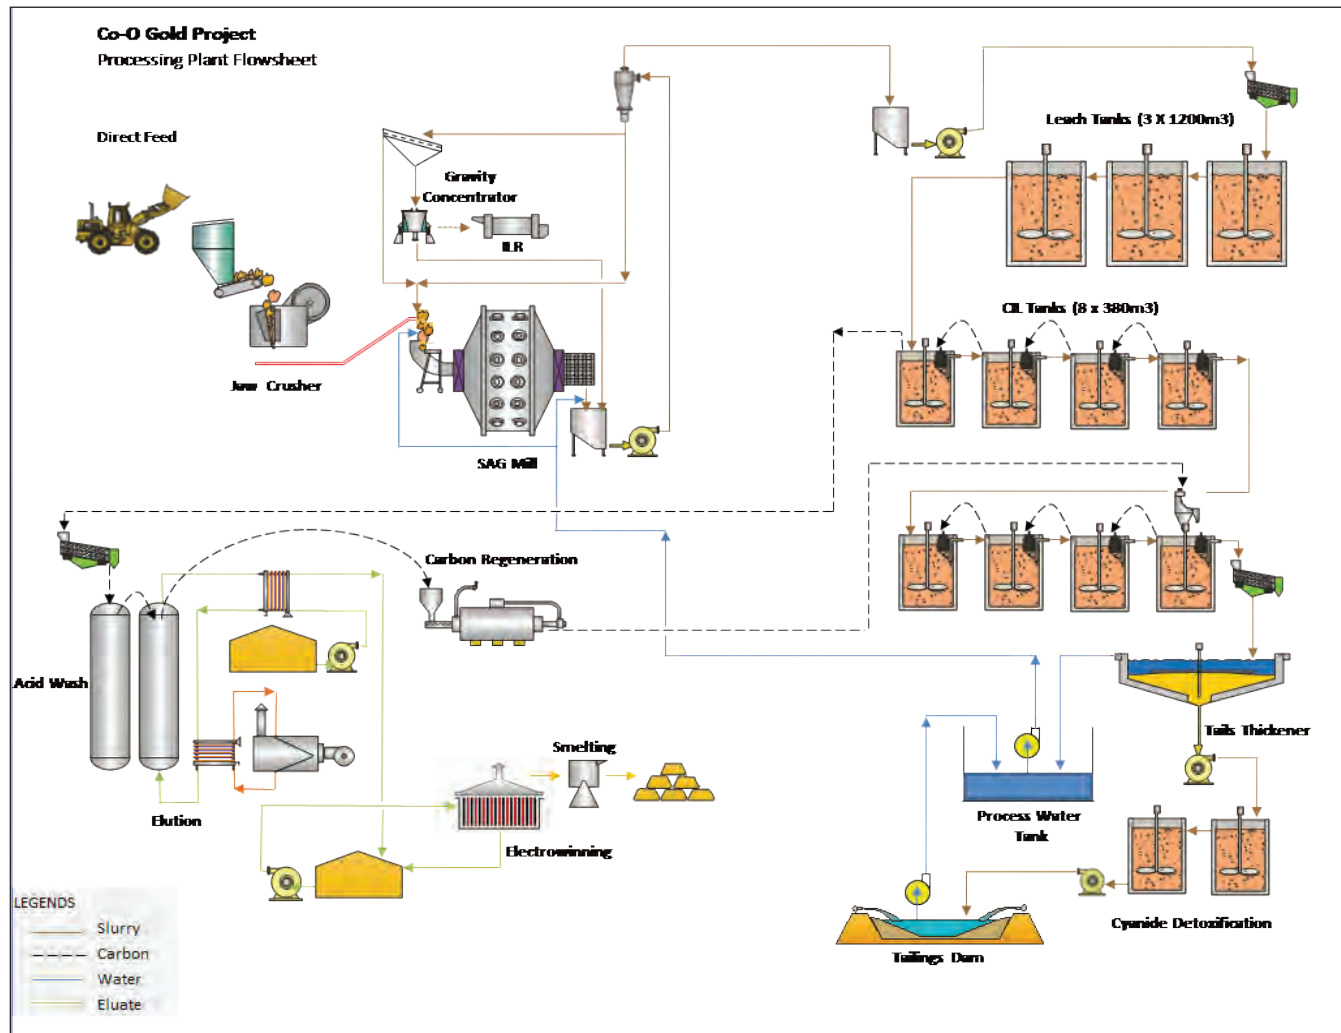 Co-O Gold Project
Processing Plant Flowsheet
Direct Feed
Leach Tanks (3 X 1200m3)
Gravity
Concentrator
ILR
CIL Tanks (8 x 380m3)
Jaw Crusher
SAG Mill
Carbon Regeneration
Acid Wash
Tails Thickener
Smelting
Process Water
Tank
Elution
Electrowinning
Cyanide Detoxification
Tailings Dam
LEGENDS
Slurry
Carbon
Water
Eluate